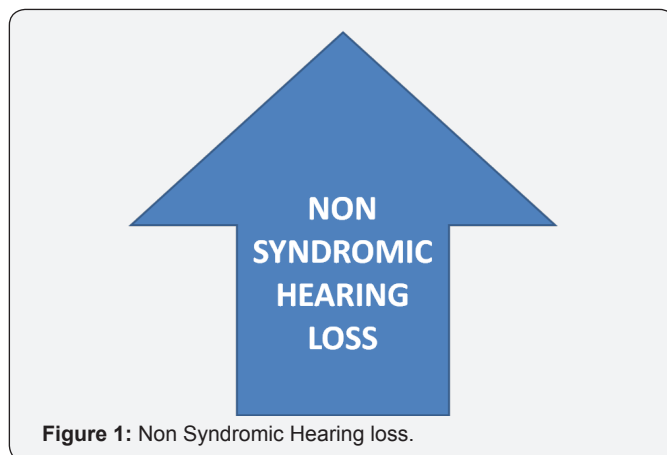 NON
SYNDROMIC
HEARING
LOSS
Figure 1: Non Syndromic Hearing loss.